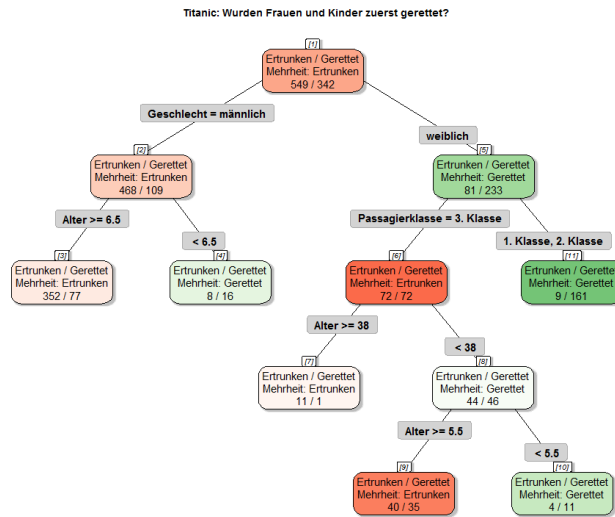 Titanic: Wurden Frauen und Kinder zuerst gerettet?
[1]
Ertrunken / Gerettet
Mehrheit: Ertrunken
549 / 342
Geschlecht = männlich
weiblich
[2]
Ertrunken / Gerettet
Mehrheit: Ertrunken
468 / 109
[5]
Ertrunken / Gerettet
Mehrheit: Gerettet
81 / 233
Alter >= 6.5
< 6.5
Passagierklasse = 3. Klasse
1. Klasse, 2. Klasse
[3]
Ertrunken / Gerettet
Mehrheit: Ertrunken
352 / 77
[4]
Ertrunken / Gerettet
Mehrheit: Gerettet
8 / 16
[6]
Ertrunken / Gerettet
Mehrheit: Ertrunken
72 / 72
[11]
Ertrunken / Gerettet
Mehrheit: Gerettet
9 / 161
Alter >= 38
< 38
[7]
Ertrunken / Gerettet
Mehrheit: Ertrunken
11 / 1
[8]
Ertrunken / Gerettet
Mehrheit: Gerettet
44 / 46
Alter >= 5.5
< 5.5
[9]
Ertrunken / Gerettet
Mehrheit: Ertrunken
40 / 35
[10]
Ertrunken / Gerettet
Mehrheit: Gerettet
4 / 11